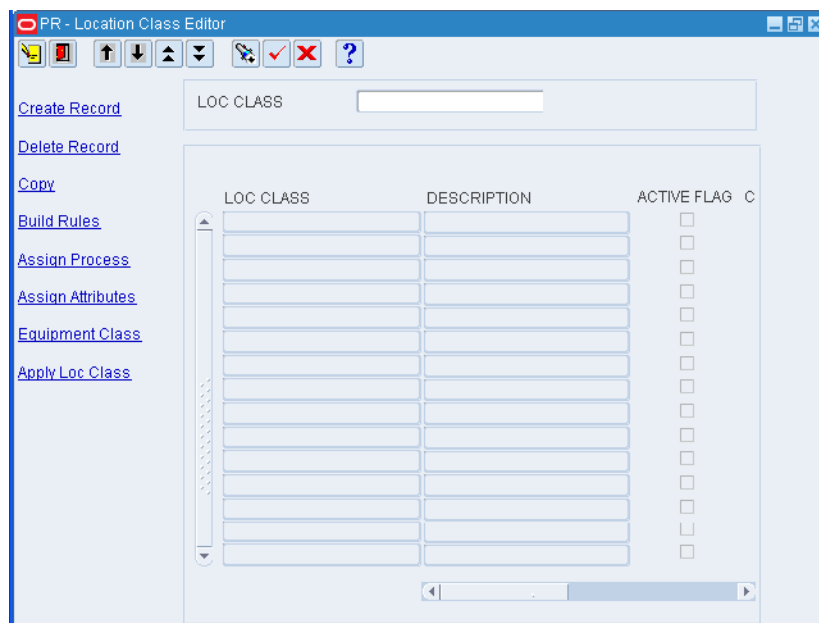 PR - Location Class Editor
?
LOC CLASS
Create Record
Delete Record
Copy
Build Rules
Assign Process
Assign Attributes
Equipment Class
Apply Loc Class
LOC CLASS DESCRIPTION ACTIVE FLAG C